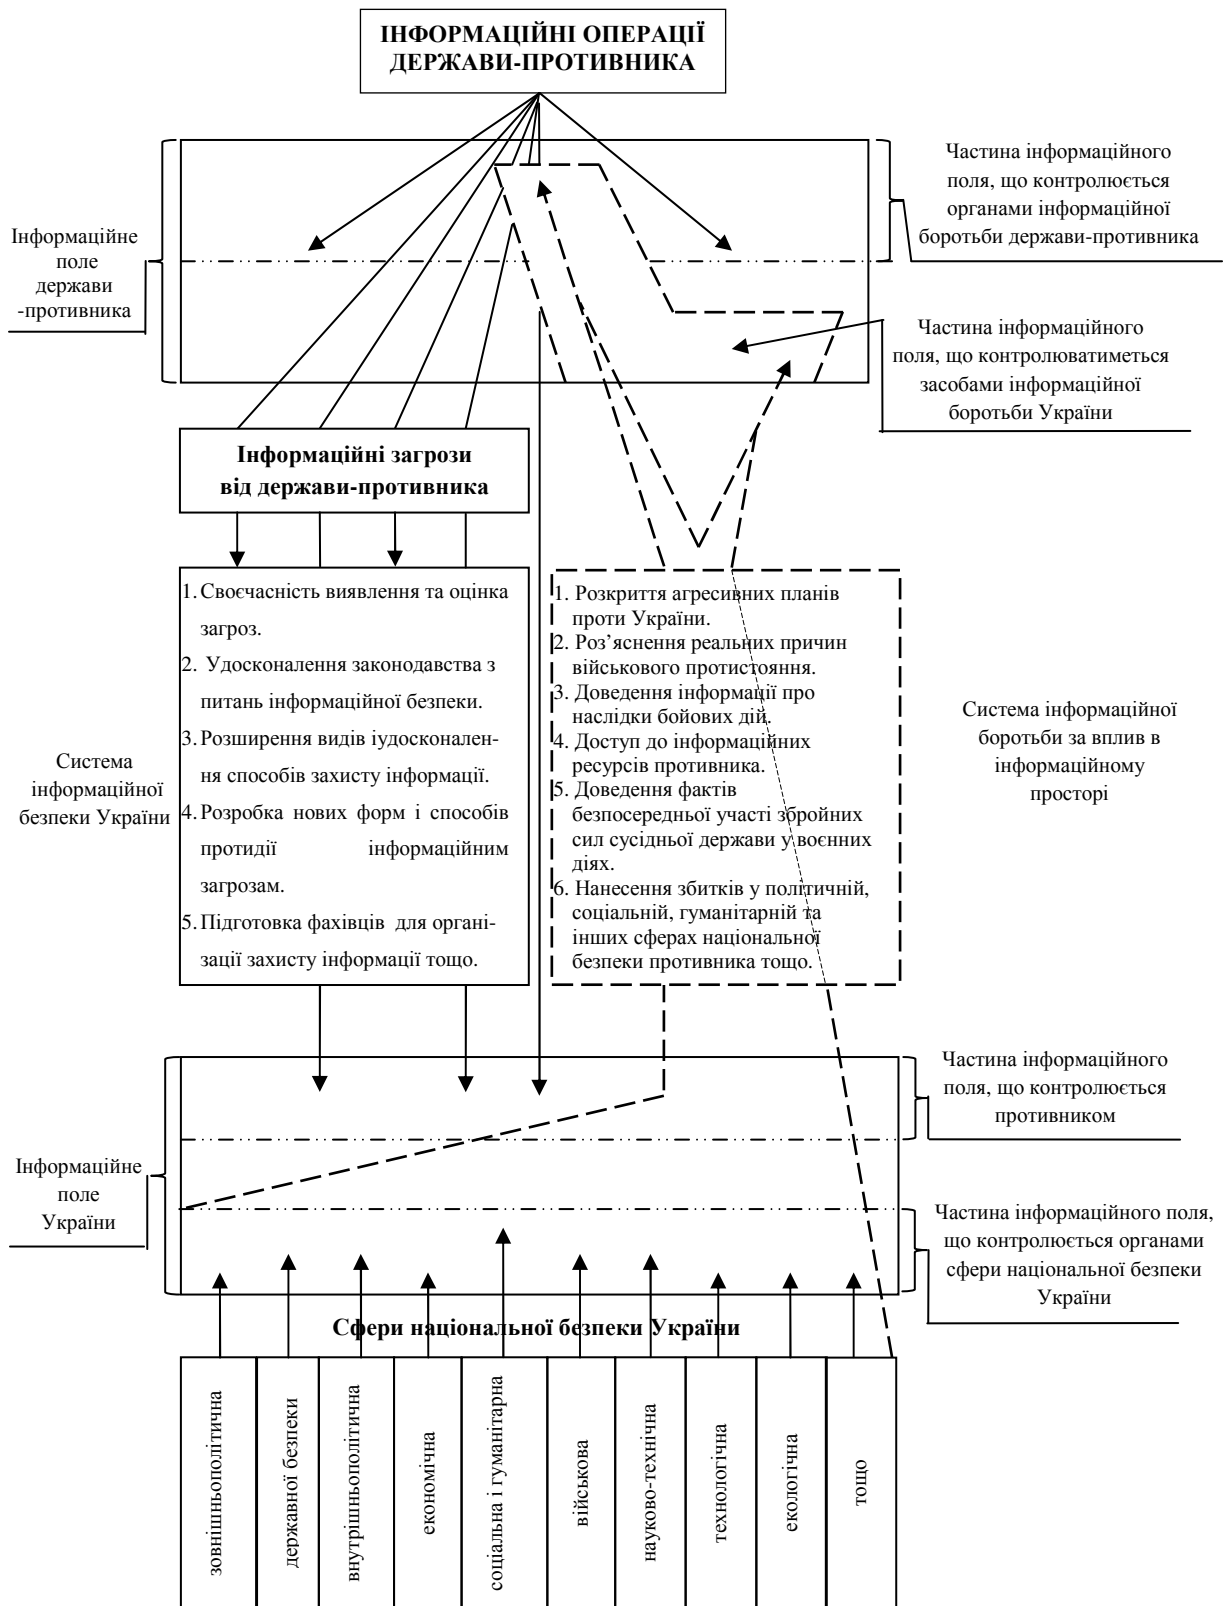 ІНФОРМАЦІЙНІ ОПЕРАЦІЇ
ДЕРЖАВИ-ПРОТИВНИКА
Частина інформаційного
поля, що контролюється
органами інформаційної
боротьби держави-противника
Інформаційне
поле
держави
-противника
Частина інформаційного
поля, що контролюватиметься
засобами інформаційної
боротьби України
Інформаційні загрози
від держави-противника
Система
інформаційної
безпеки України
1. Своєчасність виявлення та оцінка
загроз.
2. Удосконалення законодавства з
питань інформаційної безпеки.
3. Розширення видів іудосконален-
ня способів захисту інформації.
4. Розробка нових форм і способів
протидії інформаційним
загрозам.
5. Підготовка фахівців для органі-
зації захисту інформації тощо.
1. Розкриття агресивних планів
проти України.
2. Роз’яснення реальних причин
військового протистояння.
3. Доведення інформації про
наслідки бойових дій.
4. Доступ до інформаційних
ресурсів противника.
5. Доведення фактів
безпосередньої участі збройних
сил сусідньої держави у воєнних
діях.
6. Нанесення збитків у політичній,
соціальній, гуманітарній та
інших сферах національної
безпеки противника тощо.
Система інформаційної
боротьби за вплив в
інформаційному
просторі
Частина інформаційного
поля, що контролюється
противником
Інформаційне
поле
України
Частина інформаційного поля,
що контролюється органами
сфери національної безпеки
України
Сфери національної безпеки України
зовнішньополітична
державної безпеки
внутрішньополітична
економічна
соціальна і гуманітарна
військова
науково-технічна
технологічна
екологічна
тощо